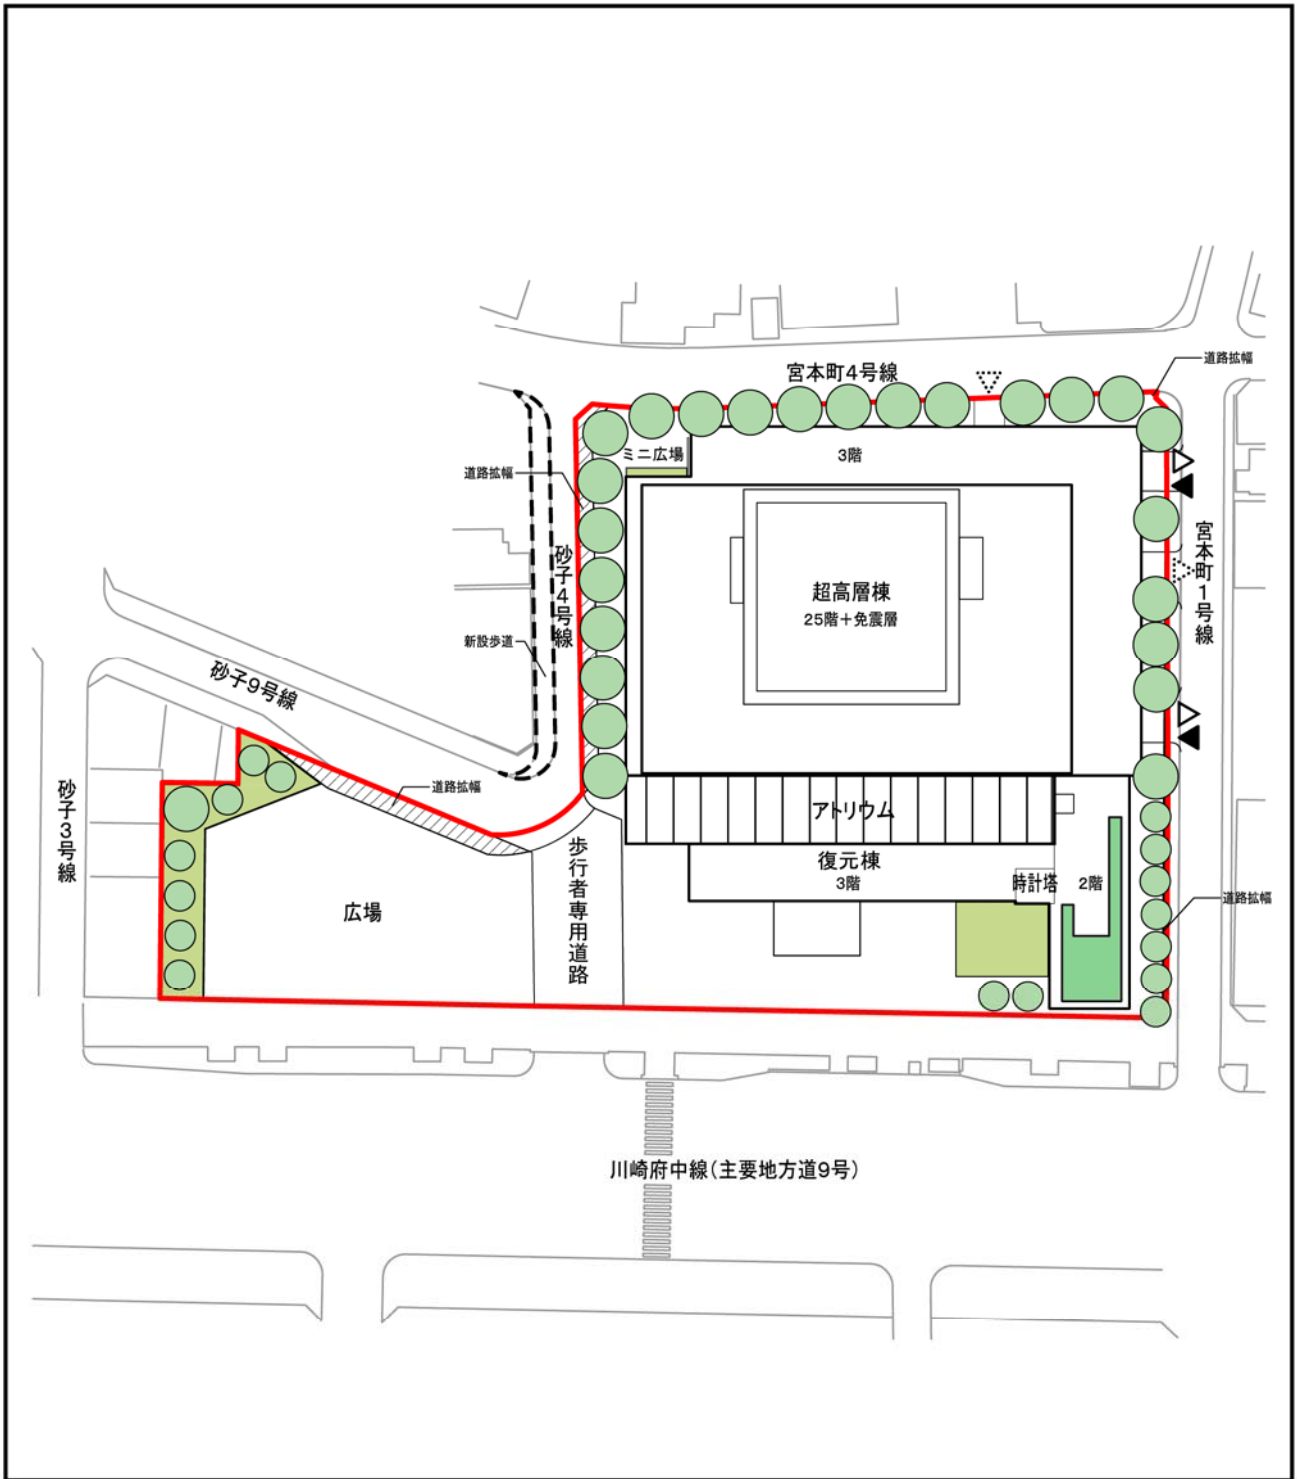 道路拡幅
宮本町4号線
ミニ広場
3階
道路拡幅
砂子4号線
宮本町1号線
超高層棟
25階+免震層
新設歩道
砂子9号線
道路拡幅
砂子3号線
アトリウム
歩行者専用道路
復元棟
3階
時計塔
2階
道路拡幅
広場
川崎府中線(主要地方道9号)